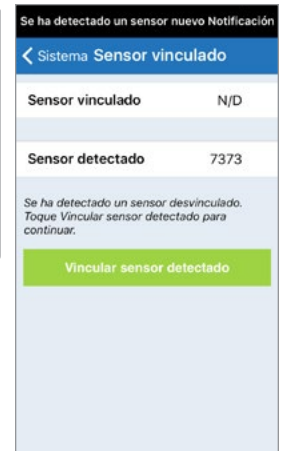 Se ha detectado un sensor nuevo Notificación
Sistema Sensor vinculado
Sensor vinculado N/D
Sensor detectado 7373
Se ha detectado un sensor desvinculado.
Toque Vincular sensor detectado para
continuar.
Vincular sensor detectado